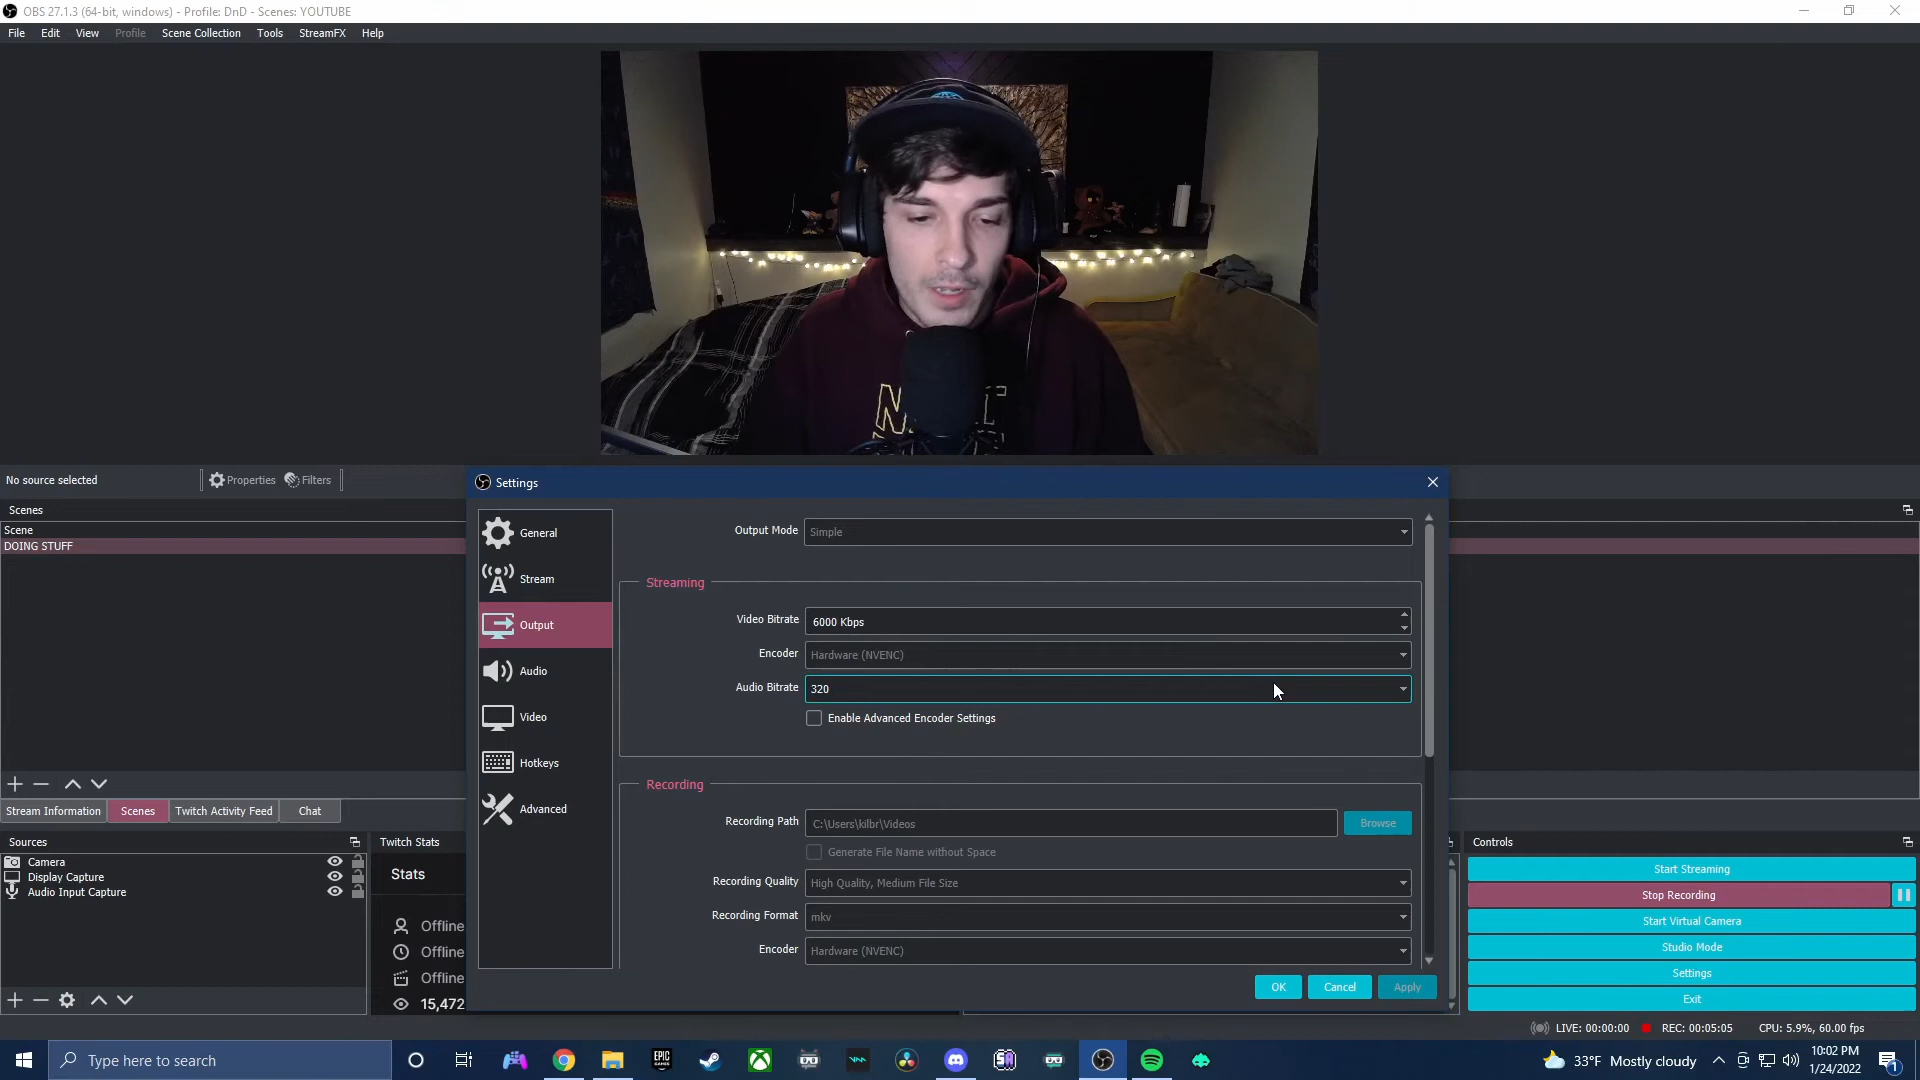 OBS 27.1.3 (64-bit, windows) - Profile: DnD - Scenes: YOUTUBE
File Edit View Profile Scene Collection Tools StreamFX Help
No source selected
Properties Filters
Settings
Scenes
Scene
DOING STUFF
General
Stream
Output
Audio
Video
Hotkeys
Advanced
Output Mode Simple
Streaming
Video Bitrate 6000 Kbps
Encoder Hardware (NVENC)
Audio Bitrate 320
Enable Advanced Encoder Settings
Recording
Recording Path C:\Users\kilbr\Videos Browse
Generate File Name without Space
Recording Quality High Quality, Medium File Size
Recording Format mkv
Encoder Hardware (NVENC)
OK Cancel Apply
Stream Information Scenes Twitch Activity Feed Chat
Sources
Camera
Display Capture
Audio Input Capture
Twitch Stats
Stats
Offline
Offline
Offline
15,472
Controls
Start Streaming
Stop Recording
Start Virtual Camera
Studio Mode
Settings
Exit
LIVE: 00:00:00 REC: 00:05:05 CPU: 5.9%, 60.00 fps
Type here to search
EPIC GAMES
33°F Mostly cloudy
10:02 PM
1/24/2022
1